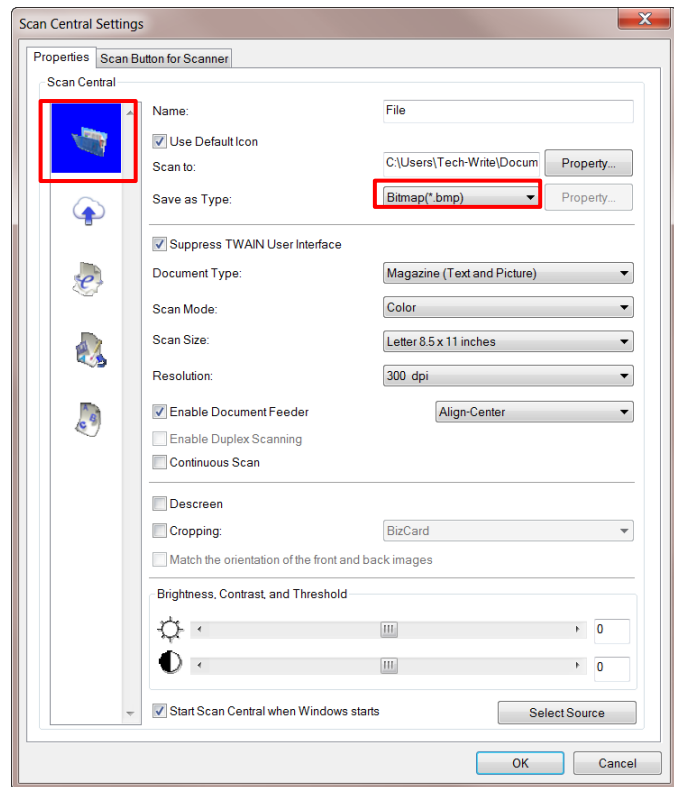 Scan Central Settings
Properties Scan Button for Scanner
Scan Central
Name: File
Use Default Icon
Scan to: C:\Users\Tech-Write\Docum Property...
Save as Type: Bitmap(*.bmp) Property...
Suppress TWAIN User Interface
Document Type: Magazine (Text and Picture)
Scan Mode: Color
Scan Size: Letter 8.5 x 11 inches
Resolution: 300 dpi
Enable Document Feeder Align-Center
Enable Duplex Scanning
Continuous Scan
Descreen
Cropping: BizCard
Match the orientation of the front and back images
Brightness, Contrast, and Threshold
0
0
Start Scan Central when Windows starts Select Source
OK Cancel